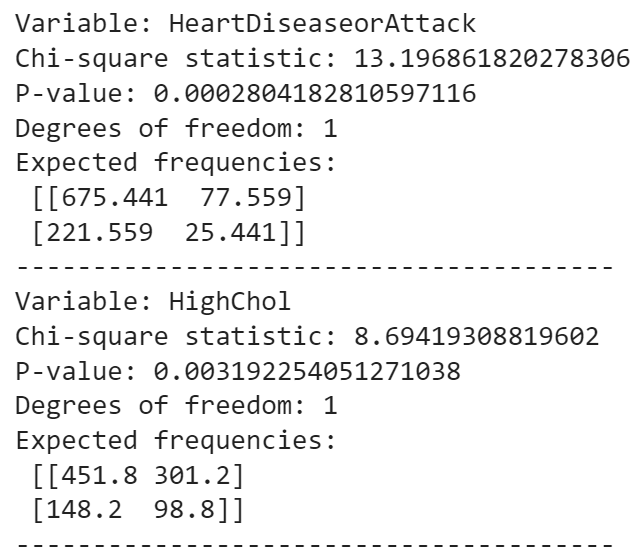 Variable: HeartDiseaseorAttack
Chi-square statistic: 13.196861820278306
P-value: 0.0002804182810597116
Degrees of freedom: 1
Expected frequencies:
 [[675.441  77.559]
 [221.559  25.441]]
---------------------------------------
Variable: HighChol
Chi-square statistic: 8.69419308819602
P-value: 0.003192254051271038
Degrees of freedom: 1
Expected frequencies:
 [[451.8 301.2]
 [148.2  98.8]]
---------------------------------------